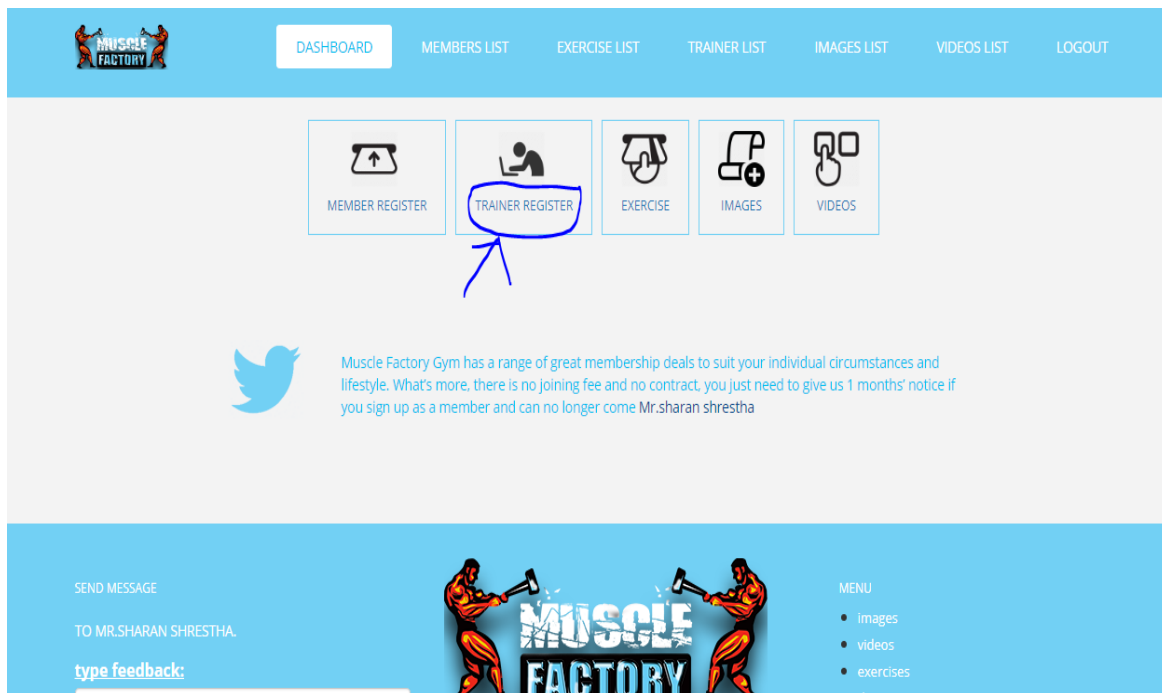 MUSCLE
FACTORY
DASHBOARD
MEMBERS LIST
EXERCISE LIST
TRAINER LIST
IMAGES LIST
VIDEOS LIST
LOGOUT
MEMBER REGISTER
TRAINER REGISTER
EXERCISE
IMAGES
VIDEOS
Muscle Factory Gym has a range of great membership deals to suit your individual circumstances and
lifestyle. What's more, there is no joining fee and no contract, you just need to give us 1 months' notice if
you sign up as a member and can no longer come Mr.sharan shrestha
SEND MESSAGE
TO MR.SHARAN SHRESTHA.
type feedback:
MUSCLE
FACTORY
MENU
images
videos
exercises